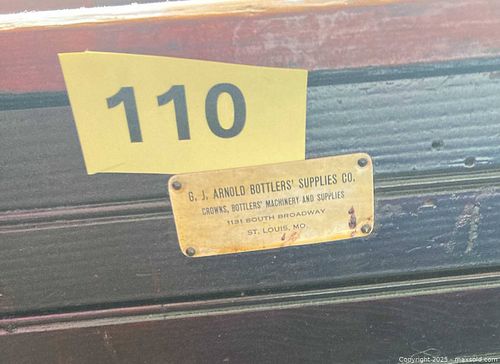 110
G. J. ARNOLD BOTTLERS' SUPPLIES CO.
CROWNS, BOTTLERS' MACHINERY AND SUPPLIES
1131 SOUTH BROADWAY
ST. LOUIS, MO.
Copyright 2025 - maxsold.com